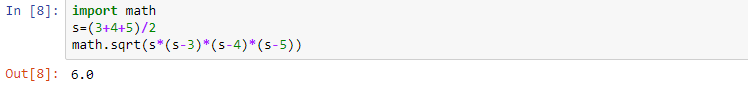 In [8]: import math
s=(3+4+5)/2
math.sqrt(s*(s-3)*(s-4)*(s-5))
Out[8]: 6.0